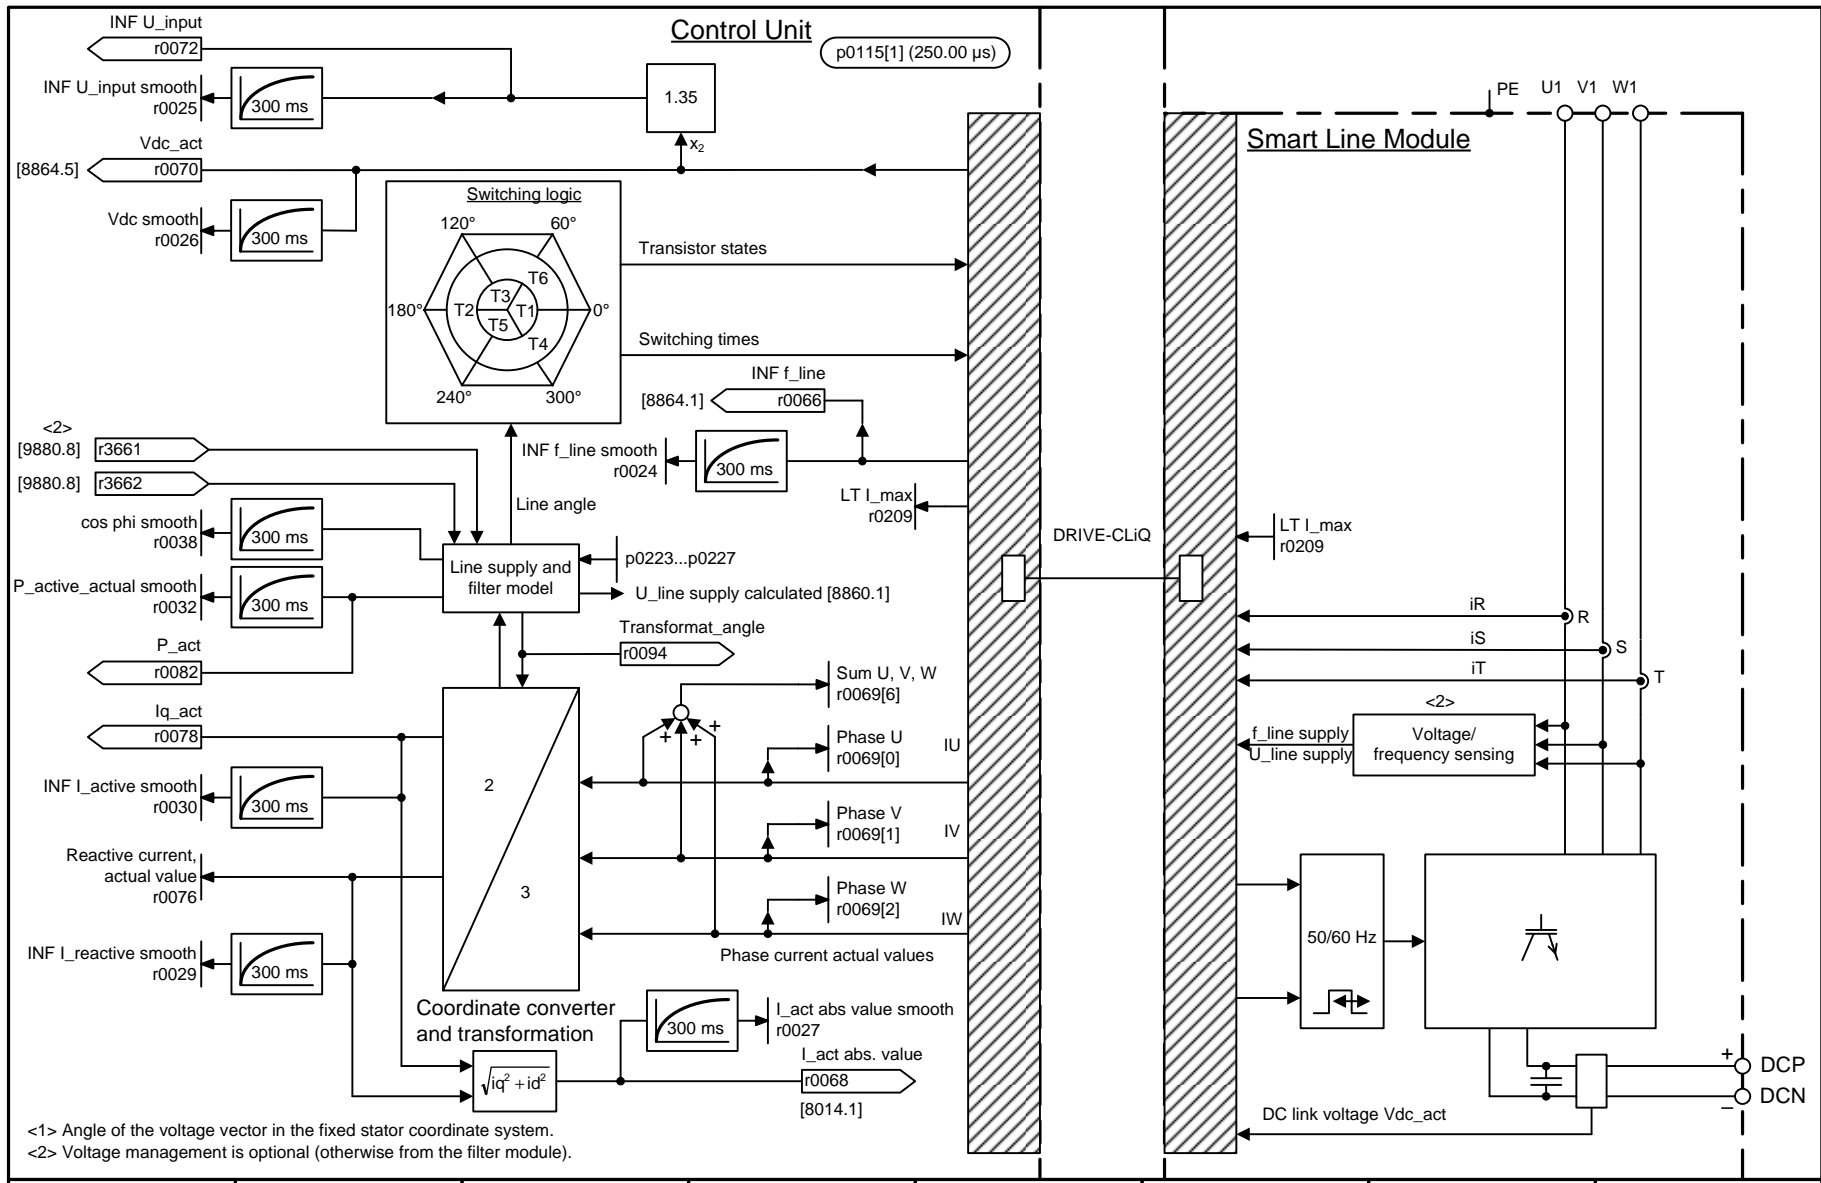 INF U_input
r0072
Control Unit
p0115[1] (250.00 µs)
INF U_input smooth
r0025
300 ms
1.35
x2
Vdc_act
[8864.5]
r0070
Vdc smooth
r0026
300 ms
PE
U1
V1
W1
Smart Line Module
Switching logic
120°
60°
180°
0°
240°
300°
T6
T3
T2
T1
T5
T4
Transistor states
Switching times
INF f_line
[8864.1]
r0066
INF f_line smooth
r0024
300 ms
LT I_max
r0209
<2>
[9880.8]
r3661
[9880.8]
r3662
Line angle
cos phi smooth
r0038
300 ms
P_active_actual smooth
r0032
300 ms
Line supply and
filter model
p0223...p0227
U_line supply calculated [8860.1]
P_act
r0082
Transformat_angle
r0094
DRIVE-CLiQ
LT I_max
r0209
iR
R
iS
S
iT
T
<2>
f_line supply
U_line supply
Voltage/
frequency sensing
Iq_act
r0078
Sum U, V, W
r0069[6]
+
+
+
Phase U
r0069[0]
IU
INF I_active smooth
r0030
300 ms
2
3
Phase V
r0069[1]
IV
Reactive current,
actual value
r0076
Phase W
r0069[2]
IW
Phase current actual values
INF I_reactive smooth
r0029
300 ms
50/60 Hz
Coordinate converter
and transformation
300 ms
I_act abs value smooth
r0027
√iq² + id²
I_act abs. value
r0068
[8014.1]
+
DCP
DCN
–
DC link voltage Vdc_act
<1> Angle of the voltage vector in the fixed stator coordinate system.
<2> Voltage management is optional (otherwise from the filter module).